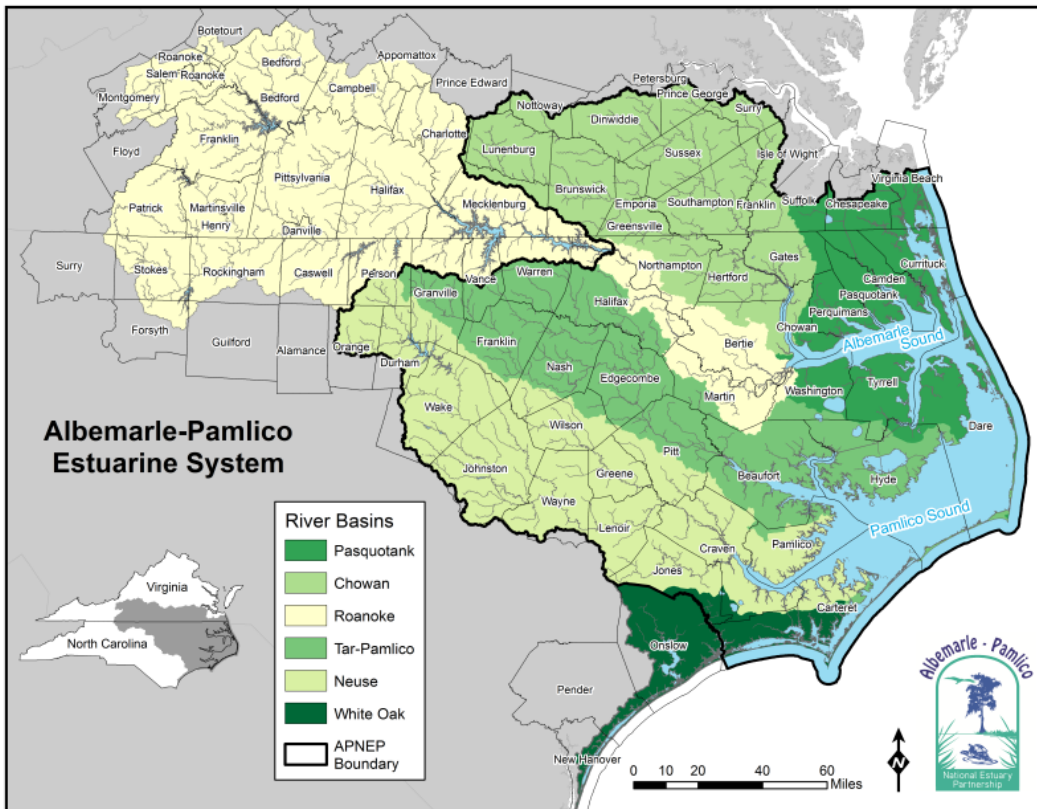 Botetourt
Roanoke
Bedford
Appomattox
Salem
Roanoke
Campbell
Prince Edward
Petersburg
Prince George
Montgomery
Bedford
Nottoway
Surry
Dinwiddie
Charlotte
Floyd
Franklin
Lunenburg
Sussex
Isle of Wight
Pittsylvania
Halifax
Virginia Beach
Brunswick
Suffolk
Chesapeake
Patrick
Martinsville
Mecklenburg
Emporia
Southampton
Franklin
Henry
Greensville
Danville
Surry
Stokes
Rockingham
Caswell
Person
Vance
Warren
Northampton
Hertford
Gates
Currituck
Camden
Pasquotank
Granville
Halifax
Perquimans
Forsyth
Guilford
Alamance
Orange
Durham
Franklin
Chowan
Bertie
Albemarle
Sound
Nash
Edgecombe
Washington
Tyrrell
Martin
Dare
Wake
Wilson
Albemarle-Pamlico
Estuarine System
Pitt
Beaufort
Hyde
Johnston
Greene
Wayne
Pamlico Sound
Lenoir
Craven
Pamlico
Jones
Carteret
Onslow
Pender
New Hanover
River Basins
Pasquotank
Chowan
Roanoke
Tar-Pamlico
Neuse
White Oak
APNEP
Boundary
Virginia
North Carolina
0 20 40 60
Miles
N
Albemarle - Pamlico
National Estuary
Partnership